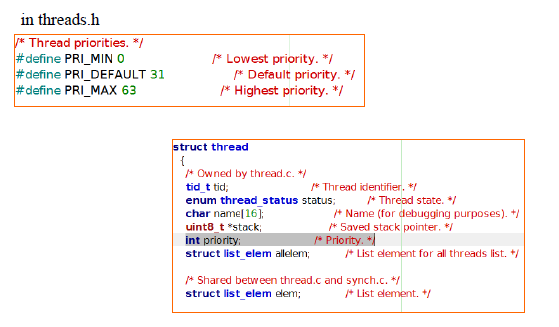 in threads.h
/* Thread priorities. */
#define PRI_MIN 0 /* Lowest priority. */
#define PRI_DEFAULT 31 /* Default priority. */
#define PRI_MAX 63 /* Highest priority. */
struct thread
{
/* Owned by thread.c. */
tid_t tid; /* Thread identifier. */
enum thread_status status; /* Thread state. */
char name[16]; /* Name (for debugging purposes). */
uint8_t *stack; /* Saved stack pointer. */
int priority; /* Priority. */
struct list_elem allelem; /* List element for all threads list. */
/* Shared between thread.c and synch.c. */
struct list_elem elem; /* List element. */